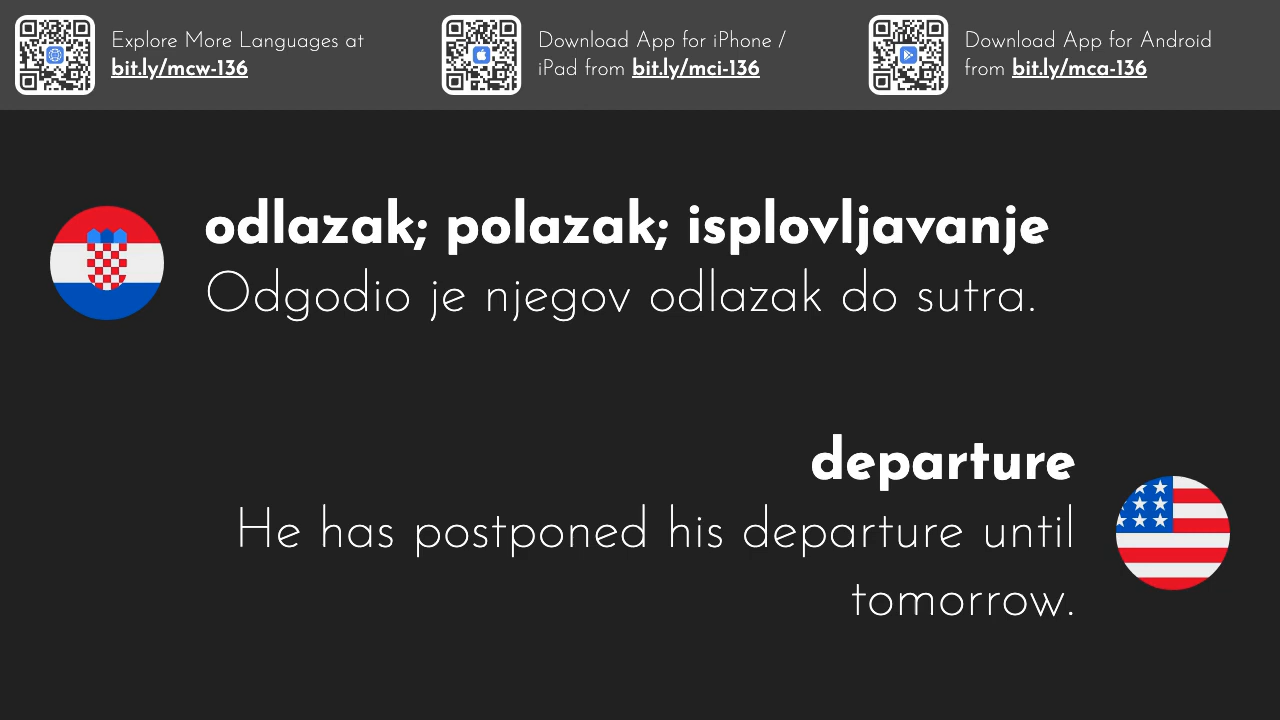 Explore More Languages at
bit.ly/mcw-136
Download App for iPhone /
iPad from bit.ly/mci-136
Download App for Android
from bit.ly/mca-136
odlazak; polazak; isplovljavanje
Odgodio je njegov odlazak do sutra.
departure
He has postponed his departure until
tomorrow.